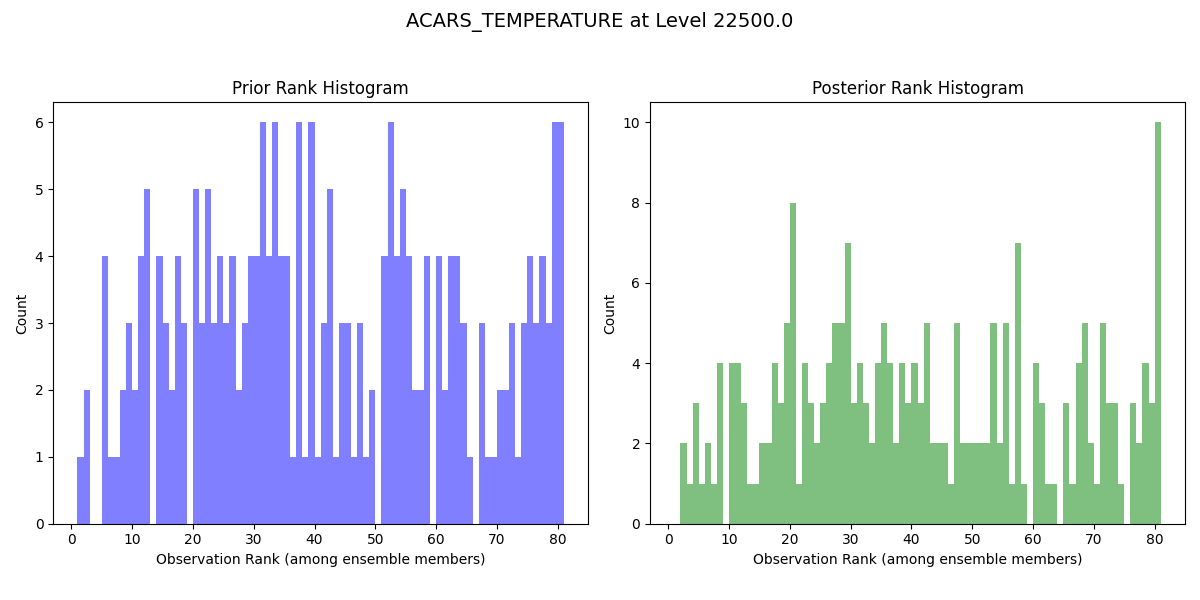 ACARS_TEMPERATURE at Level 22500.0
Prior Rank Histogram
Count
6
5
4
3
2
1
0
0 10 20 30 40 50 60 70 80
Observation Rank (among ensemble members)
Posterior Rank Histogram
Count
10
8
6
4
2
0
0 10 20 30 40 50 60 70 80
Observation Rank (among ensemble members)